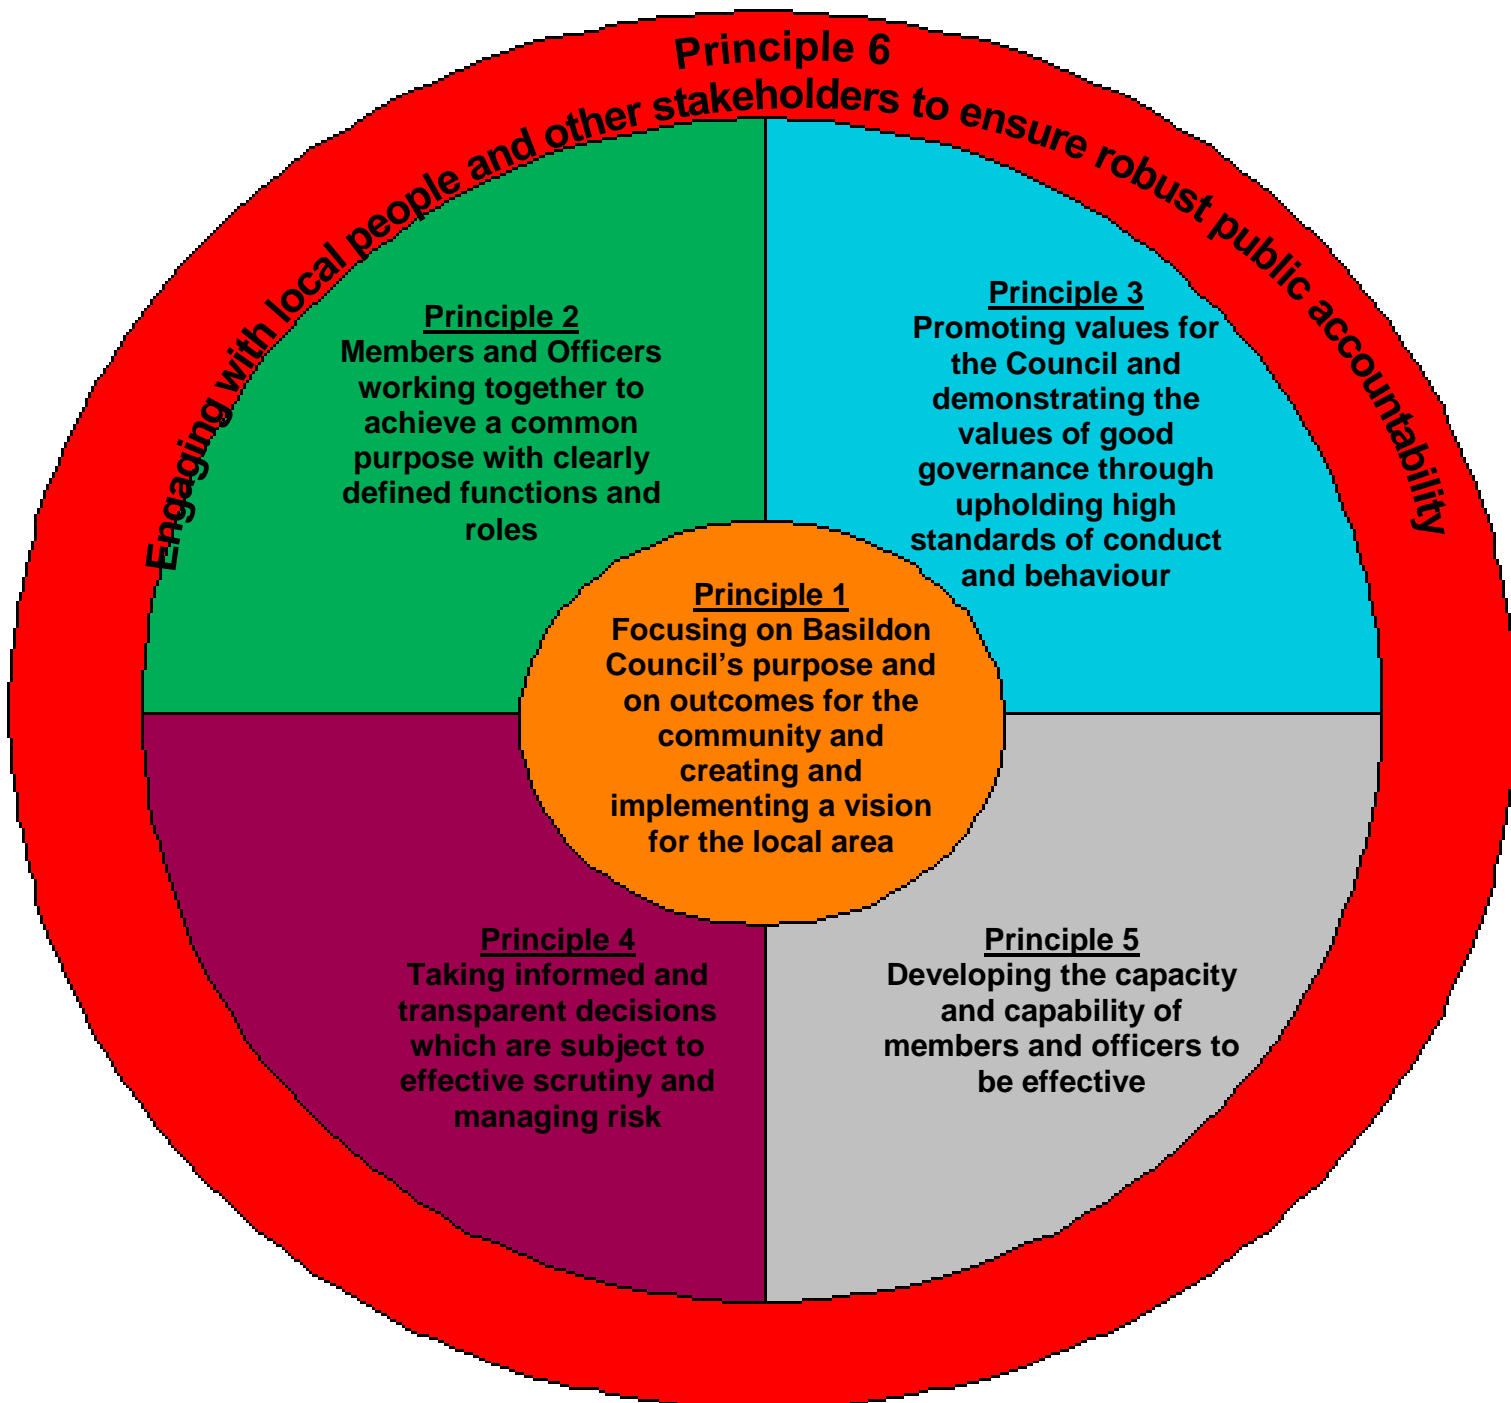 Principle 6
Engaging with local people and other stakeholders to ensure robust public accountability
Principle 2
Members and Officers
working together to
achieve a common
purpose with clearly
defined functions and
roles
Principle 3
Promoting values for
the Council and
demonstrating the
values of good
governance through
upholding high
standards of conduct
and behaviour
Principle 1
Focusing on Basildon
Council’s purpose and
on outcomes for the
community and
creating and
implementing a vision
for the local area
Principle 4
Taking informed and
transparent decisions
which are subject to
effective scrutiny and
managing risk
Principle 5
Developing the capacity
and capability of
members and officers to
be effective